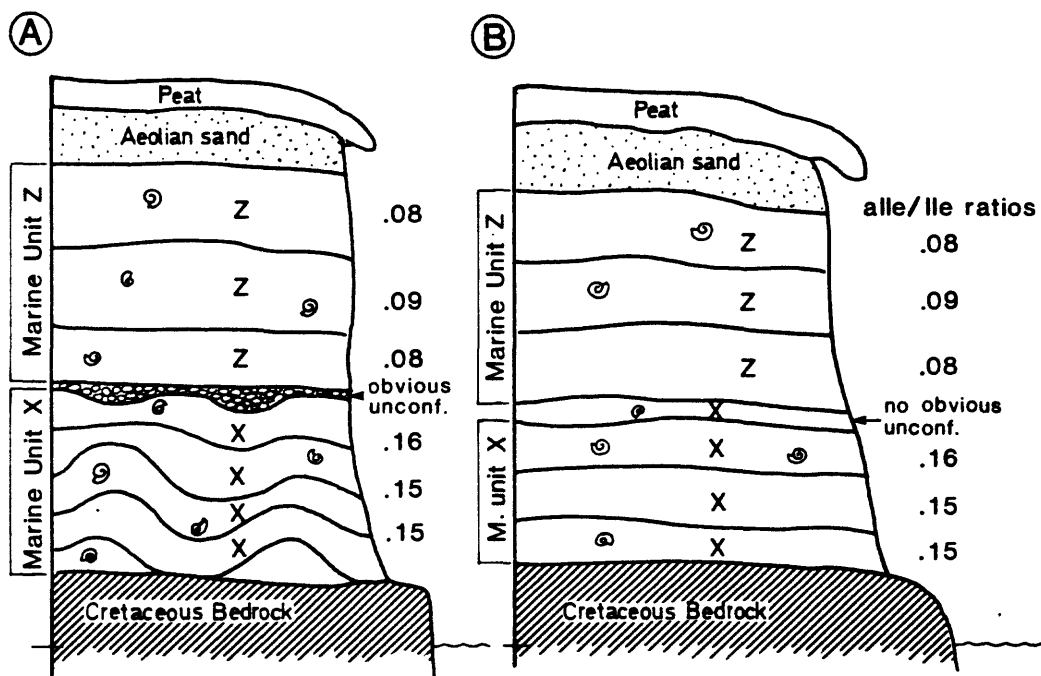 A
Peat
Aeolian sand
Marine Unit Z
Z
.08
Z
.09
Z
.08
obvious
unconf.
Marine Unit X
X
.16
X
.15
X
.15
X
Cretaceous Bedrock
B
Peat
Aeolian sand
alle/Ile ratios
Marine Unit Z
Z
.08
Z
.09
Z
.08
X
no obvious
unconf.
M. unit X
X
.16
X
.15
X
.15
Cretaceous Bedrock